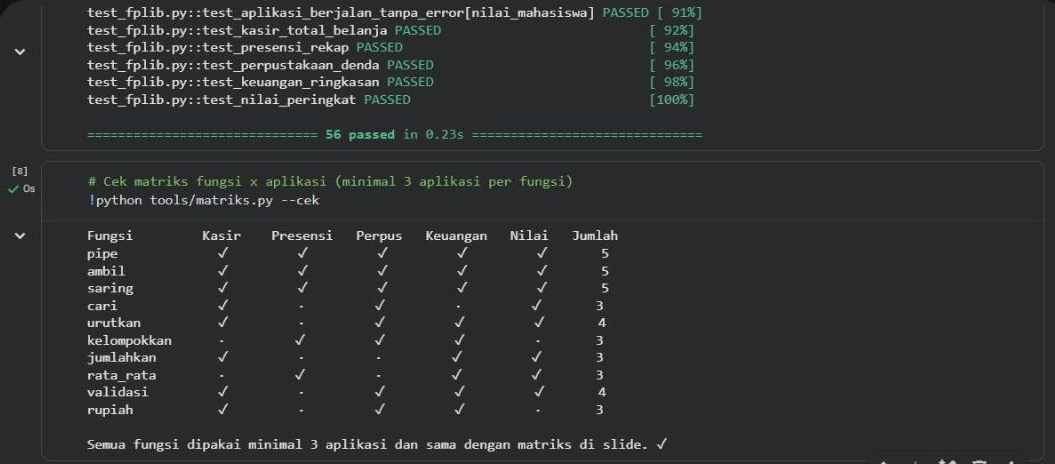 test_fplib.py::test_aplikasi_berjalan_tanpa_error[nilai_mahasiswa] PASSED [ 91%]
test_fplib.py::test_kasir_total_belanja PASSED [ 92%]
test_fplib.py::test_presensi_rekap PASSED [ 94%]
test_fplib.py::test_perpustakaan_denda PASSED [ 96%]
test_fplib.py::test_keuangan_ringkasan PASSED [ 98%]
test_fplib.py::test_nilai_peringkat PASSED [100%]
============================== 56 passed in 0.23s ==============================
[8]
✓ 0s
# Cek matriks fungsi x aplikasi (minimal 3 aplikasi per fungsi)
!python tools/matriks.py --cek
Fungsi Kasir Presensi Perpus Keuangan Nilai Jumlah
pipe ✓ ✓ ✓ ✓ ✓ 5
ambil ✓ ✓ ✓ ✓ ✓ 5
saring ✓ ✓ ✓ ✓ ✓ 5
cari ✓ · ✓ · ✓ 3
urutkan ✓ · ✓ ✓ ✓ 4
kelompokkan · ✓ ✓ ✓ · 3
jumlahkan ✓ · · ✓ ✓ 3
rata_rata · ✓ · ✓ ✓ 3
validasi ✓ · ✓ ✓ ✓ 4
rupiah ✓ · ✓ ✓ · 3
Semua fungsi dipakai minimal 3 aplikasi dan sama dengan matriks di slide. ✓